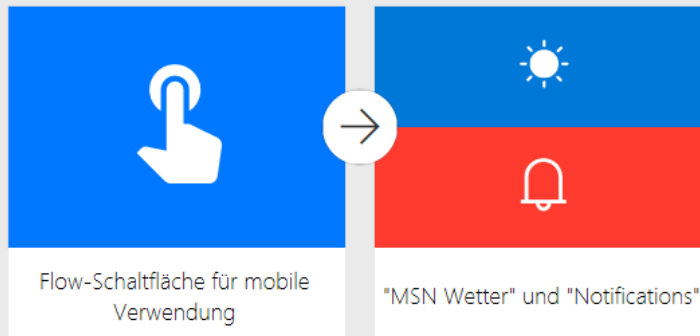 Flow-Schaltfläche für mobile
Verwendung
"MSN Wetter" und "Notifications"